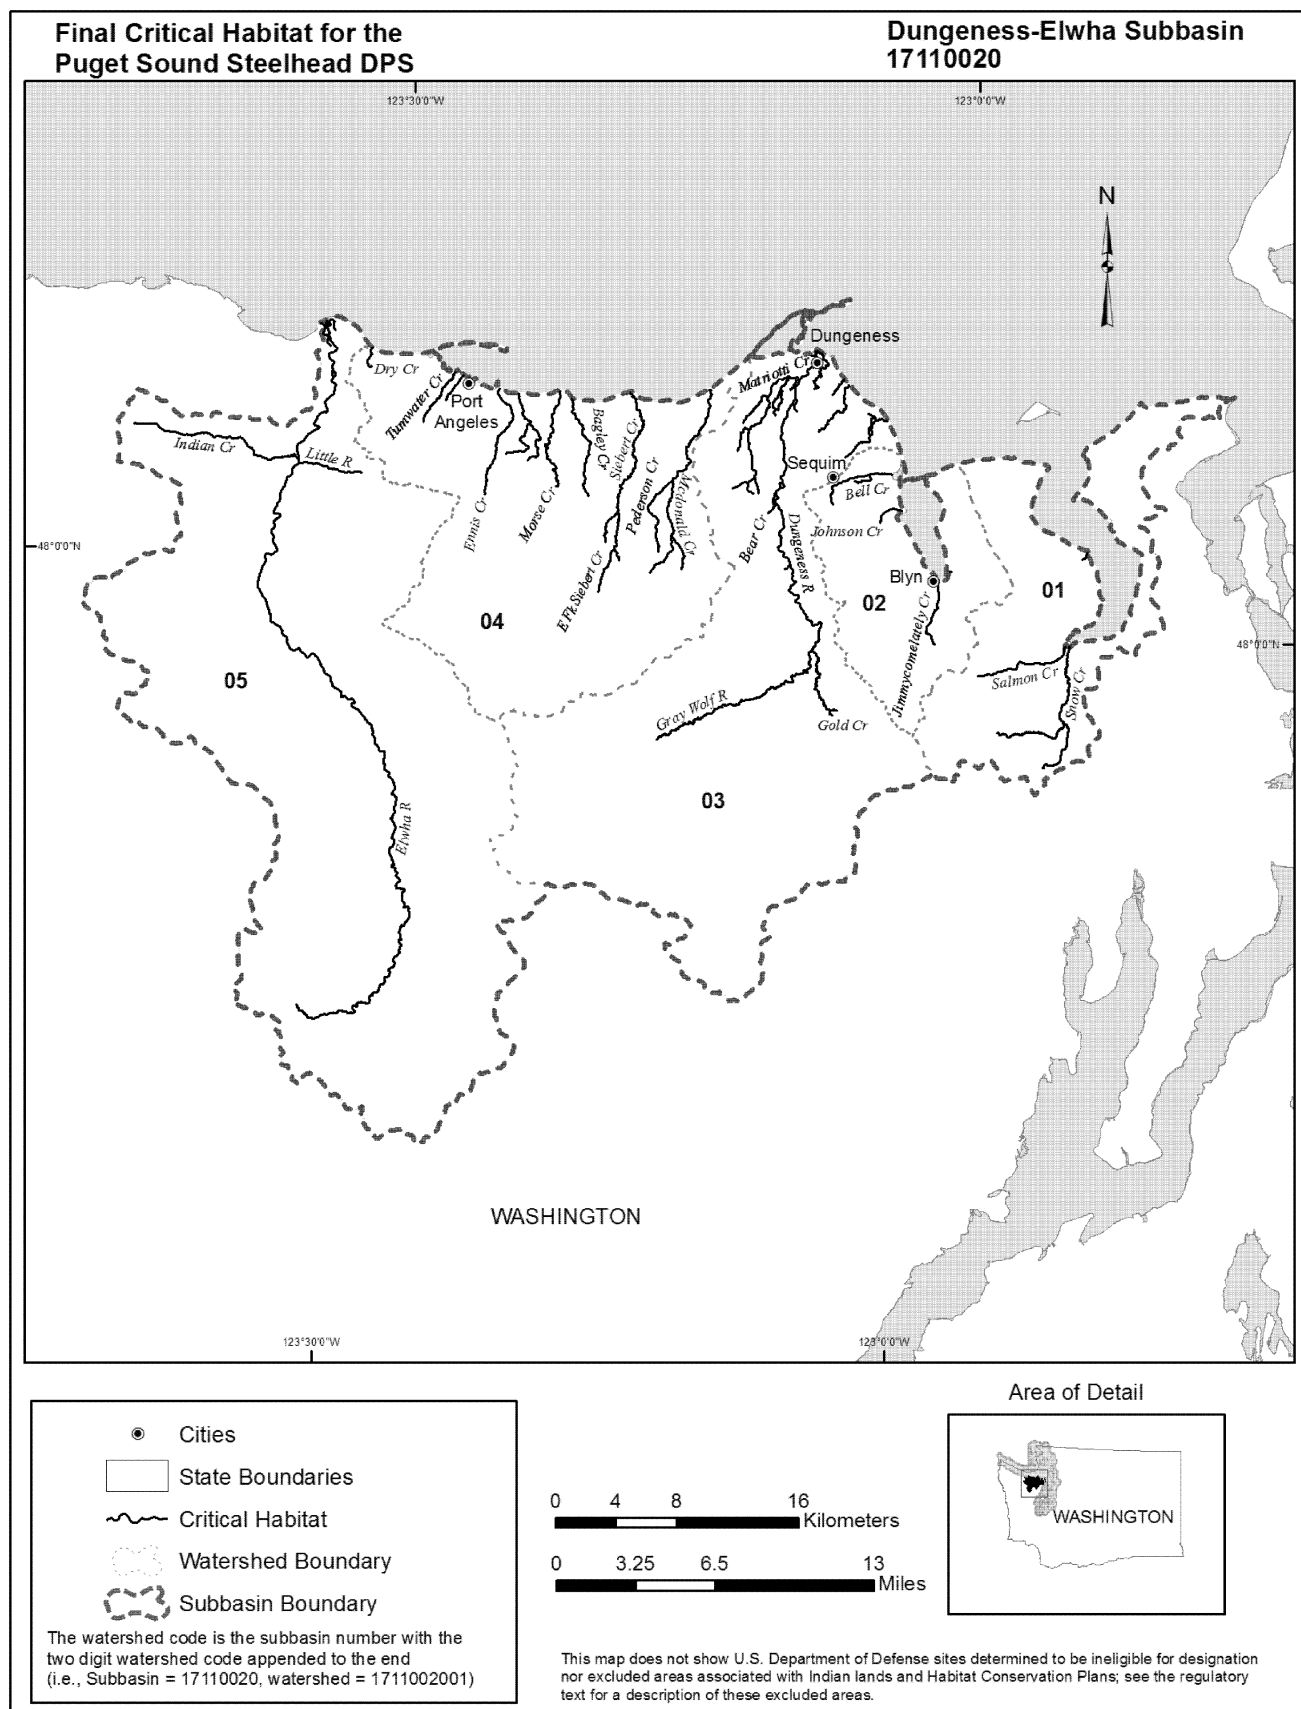 Final Critical Habitat for the
Puget Sound Steelhead DPS
Dungeness-Elwha Subbasin
17110020
123°30'0"W
123°0'0"W
N
Dungeness
Matriotti Cr
Dry Cr
Tumwater Cr
Port
Angeles
Bagley Cr
Siebert Cr
Indian Cr
Little R
Sequim
Pederson Cr
Mcdonald Cr
Bell Cr
Ennis Cr
Morse Cr
Bear Cr
Dungeness R
Johnson Cr
48°0'0"N
E Fk Siebert Cr
Blyn
01
02
04
Jimmycomelately Cr
48°0'0"N
05
Salmon Cr
Snow Cr
Gray Wolf R
Gold Cr
03
Elwha R
WASHINGTON
123°30'0"W
123°0'0"W
Cities
State Boundaries
Critical Habitat
Watershed Boundary
Subbasin Boundary
The watershed code is the subbasin number with the
two digit watershed code appended to the end
(i.e., Subbasin = 17110020, watershed = 1711002001)
0 4 8 16
Kilometers
0 3.25 6.5 13
Miles
Area of Detail
WASHINGTON
This map does not show U.S. Department of Defense sites determined to be ineligible for designation
nor excluded areas associated with Indian lands and Habitat Conservation Plans; see the regulatory
text for a description of these excluded areas.